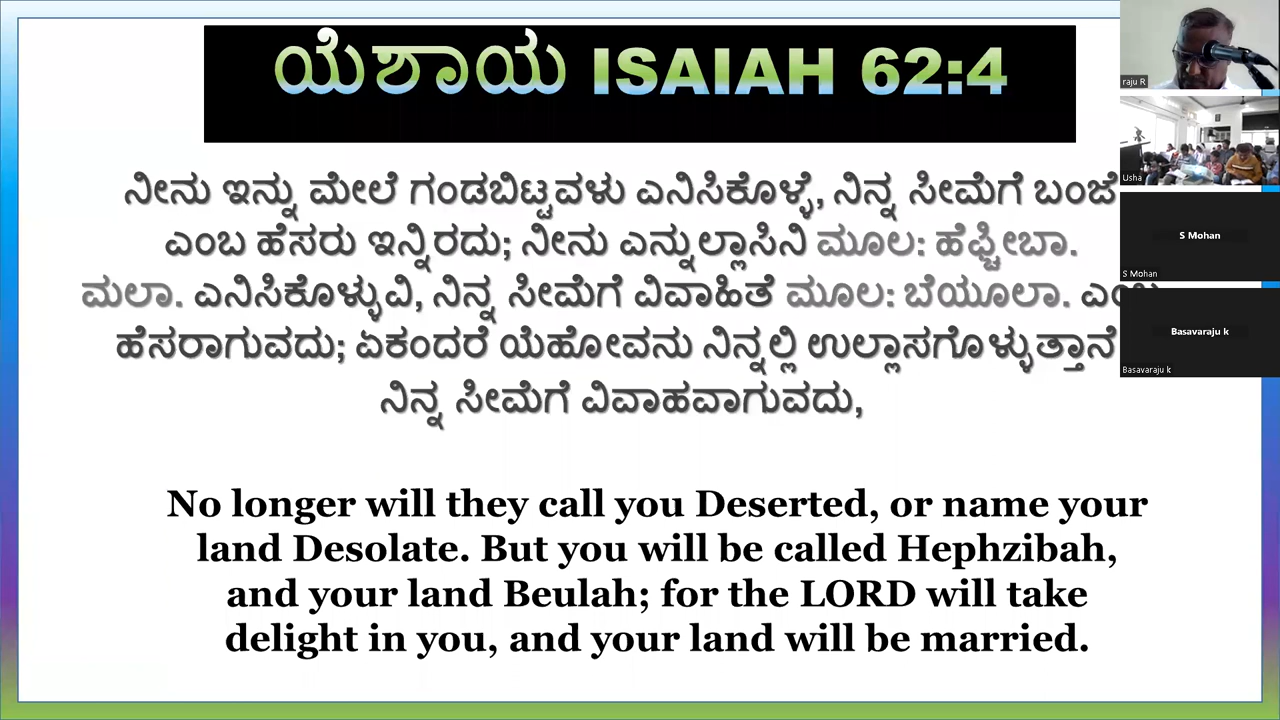 ಯೆಶಾಯ ISAIAH 62:4
ನೀನು ಇನ್ನು ಮೇಲೆ ಗಂಡಬಿಟ್ಟವಳು ಎನಿಸಿಕೊಳ್ಳೆ, ನಿನ್ನ ಸೀಮೆಗೆ ಬಂಜೆ
ಎಂಬ ಹೆಸರು ಇನ್ನಿರದು; ನೀನು ಎನ್ನುಲ್ಲಾಸಿನಿ ಮೂಲ: ಹೆಫ್ಚೀಬಾ.
ಮಲಾ. ಎನಿಸಿಕೊಳ್ಳುವಿ, ನಿನ್ನ ಸೀಮೆಗೆ ವಿವಾಹಿತೆ ಮೂಲ: ಬೆಯೂಲಾ. ಎಂಬ
ಹೆಸರಾಗುವದು; ಏಕಂದರೆ ಯೆಹೋವನು ನಿನ್ನಲ್ಲಿ ಉಲ್ಲಾಸಗೊಳ್ಳುತ್ತಾನೆ
ನಿನ್ನ ಸೀಮೆಗೆ ವಿವಾಹವಾಗುವದು,
No longer will they call you Deserted, or name your
land Desolate. But you will be called Hephzibah,
and your land Beulah; for the LORD will take
delight in you, and your land will be married.
raju R
Usha
S Mohan
S Mohan
Basavaraju k
Basavaraju k